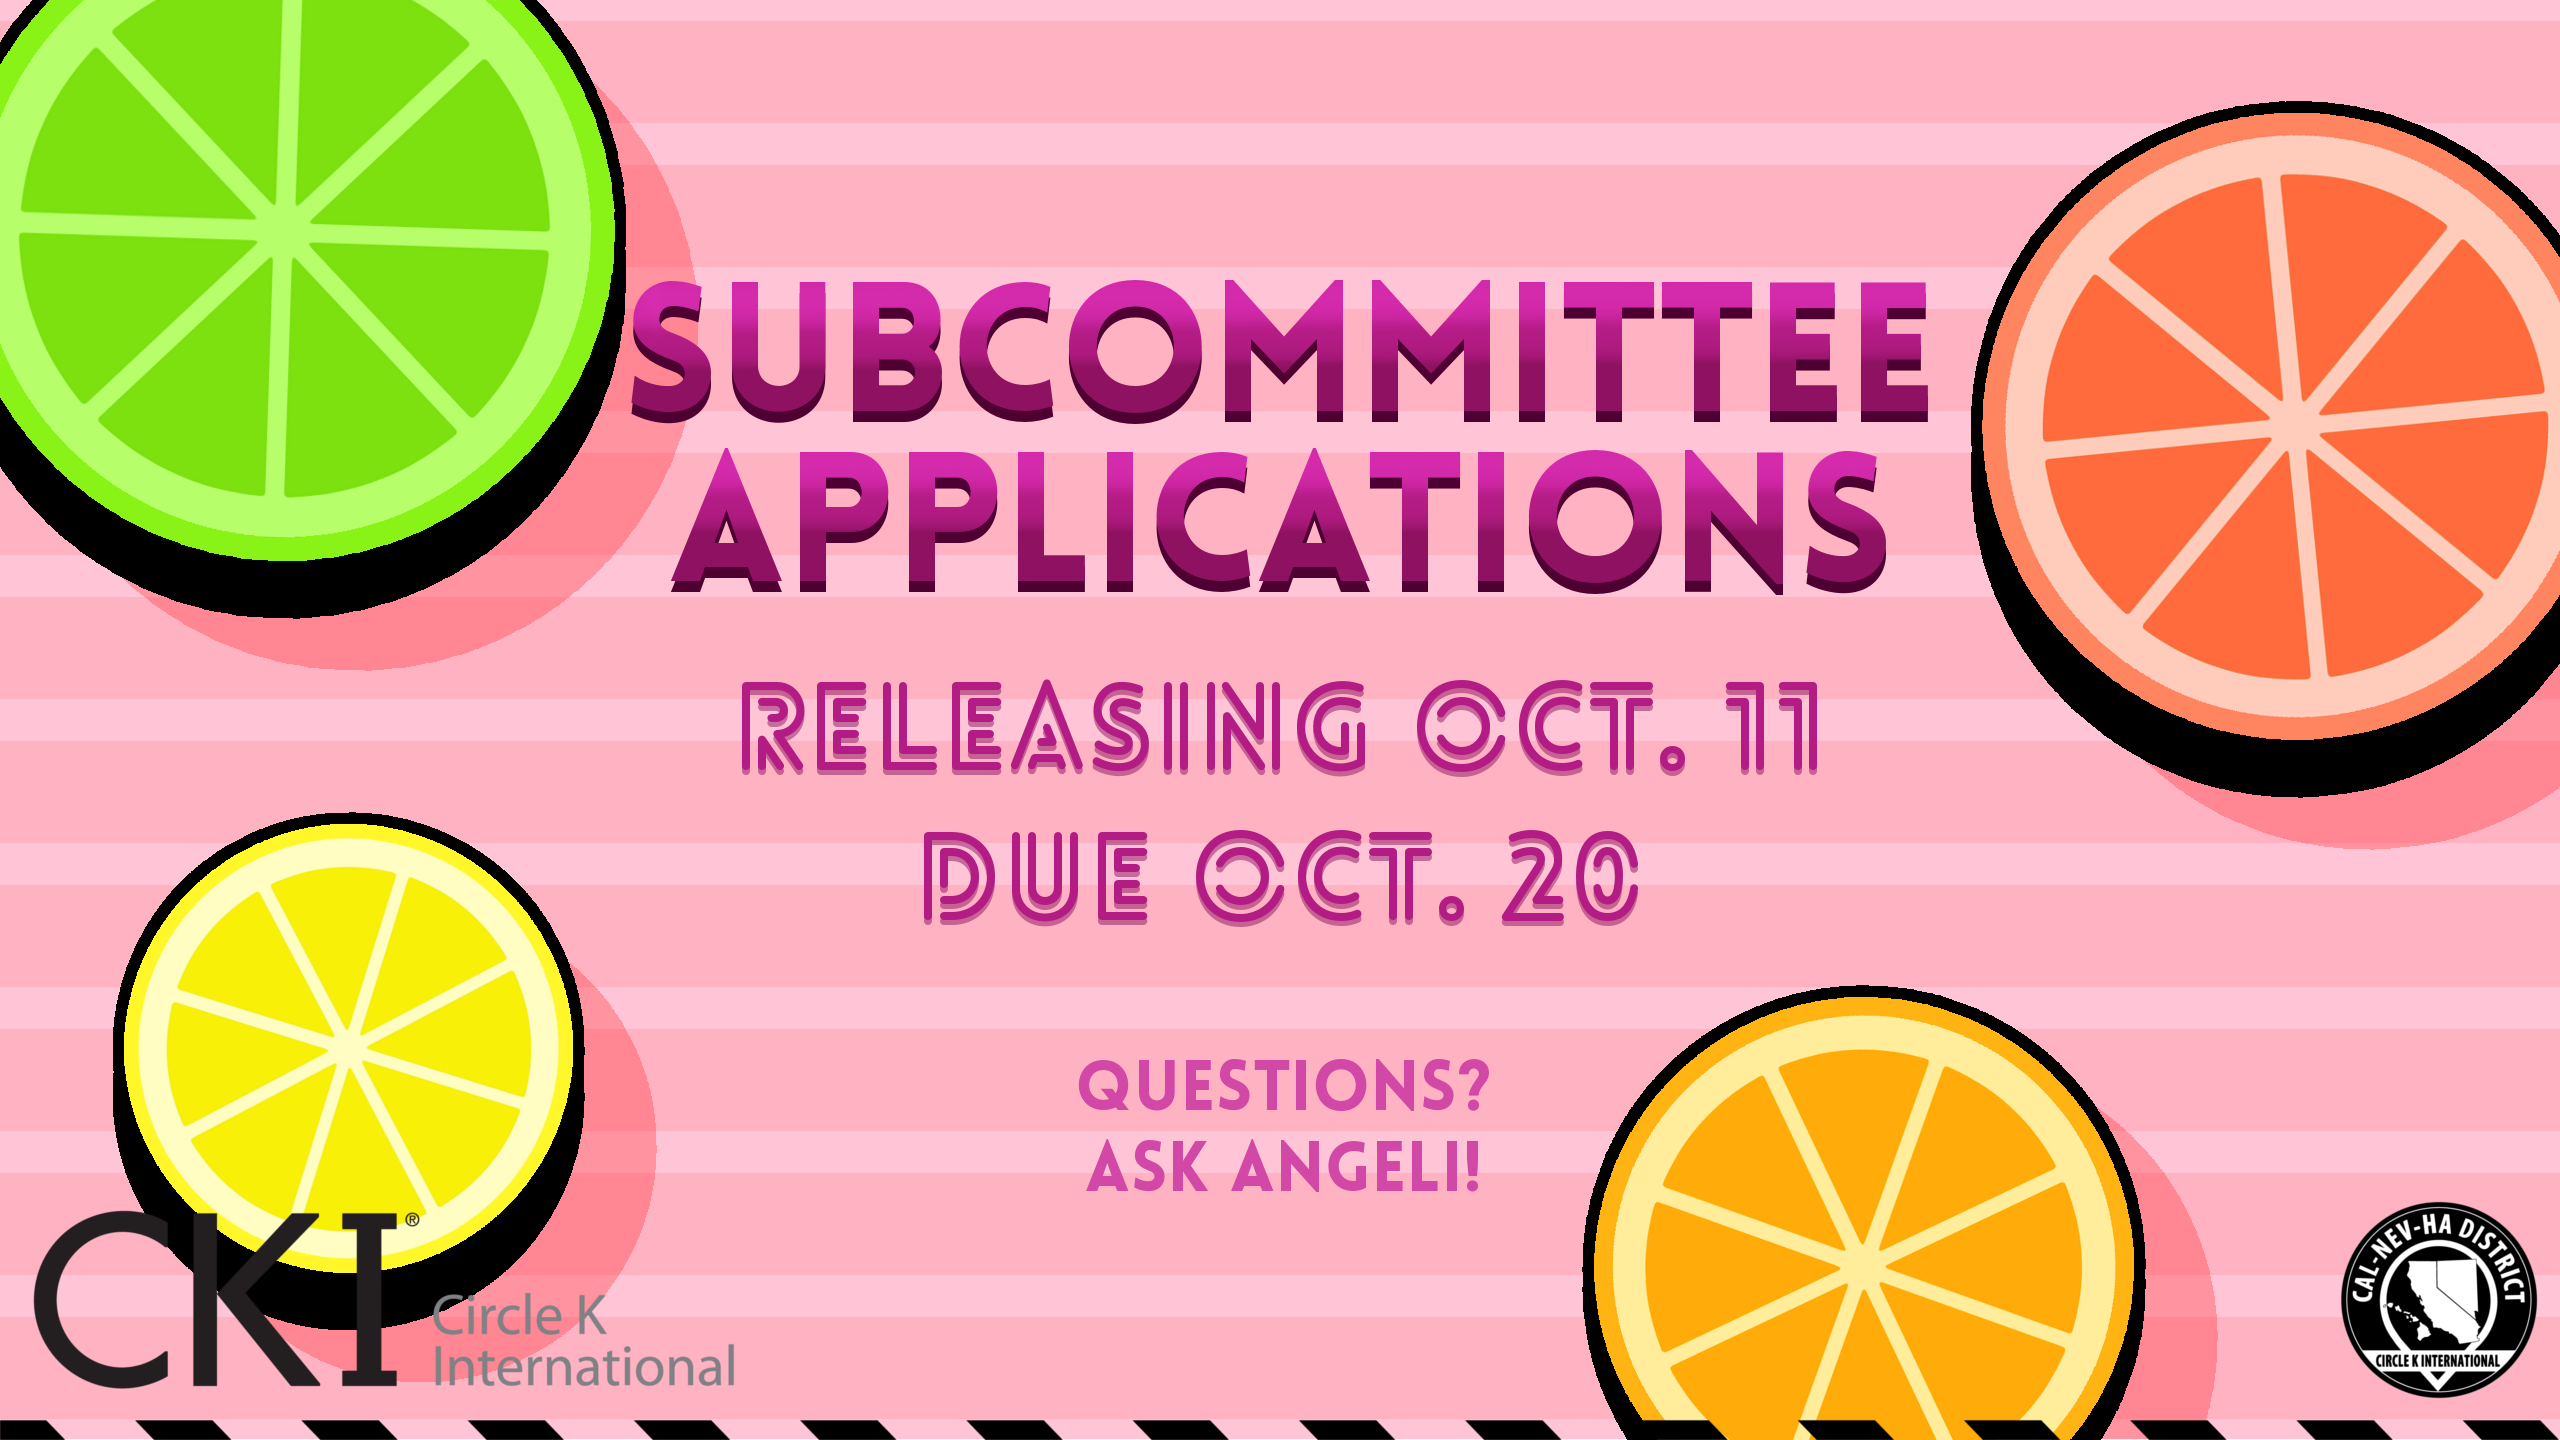 SUBCOMMITTEE
APPLICATIONS
RELEASING OCT. 11
DUE OCT. 20
QUESTIONS?
ASK ANGELI!
CKI®
Circle K
International
CAL-NEV-HA DISTRICT
CIRCLE K INTERNATIONAL